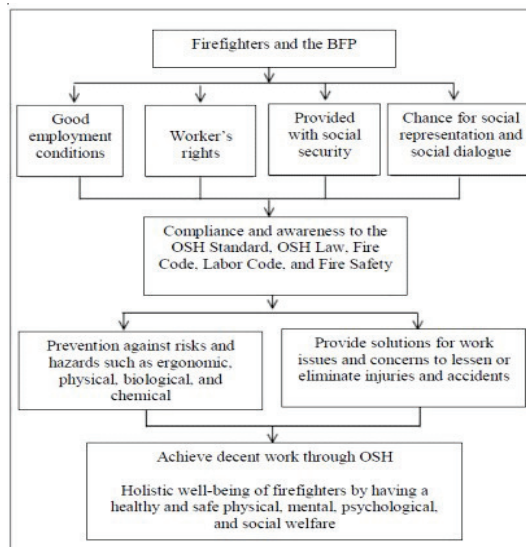 Firefighters and the BFP
Good
employment
conditions
Worker's
rights
Provided
with social
security
Chance for social
representation and
social dialogue
Compliance and awareness to the
OSH Standard, OSH Law, Fire
Code, Labor Code, and Fire Safety
Prevention against risks and
hazards such as ergonomic,
physical, biological, and
chemical
Provide solutions for work
issues and concerns to lessen or
eliminate injuries and accidents
Achieve decent work through OSH
Holistic well-being of firefighters by having a
healthy and safe physical, mental, psychological,
and social welfare